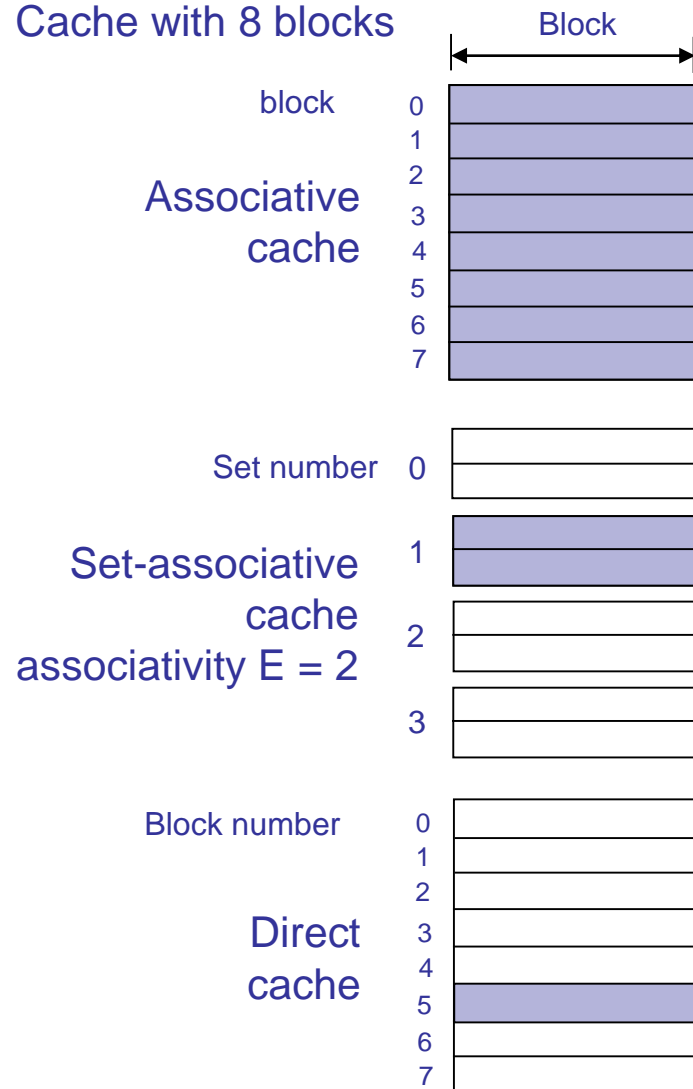 Cache with 8 blocks
Block
block
0
1
2
3
4
5
6
7
Associative
cache
Set number
0
1
2
3
Set-associative
cache
associativity E = 2
Block number
0
1
2
3
4
5
6
7
Direct
cache